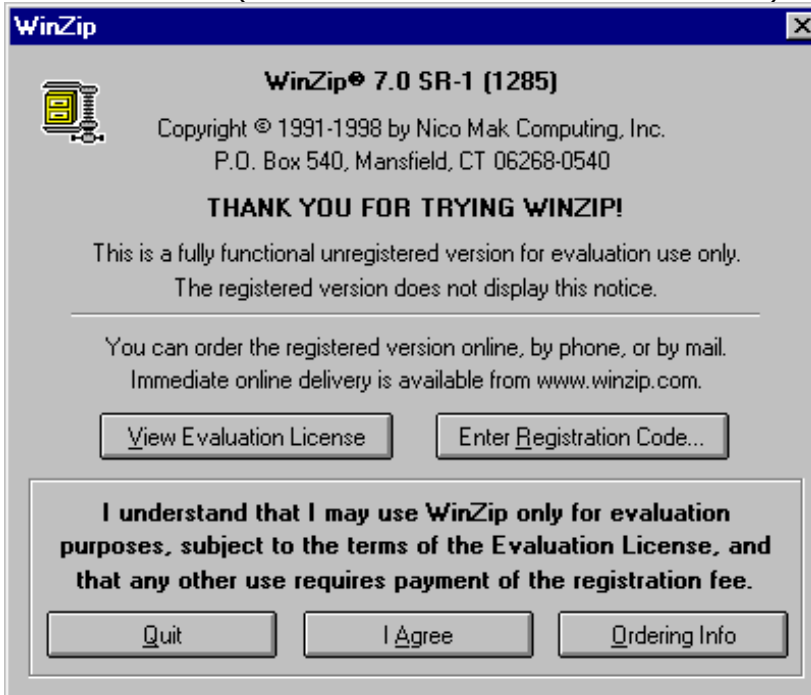 WinZip
WinZip® 7.0 SR-1 (1285)
Copyright © 1991-1998 by Nico Mak Computing, Inc.
P.O. Box 540, Mansfield, CT 06268-0540
THANK YOU FOR TRYING WINZIP!
This is a fully functional unregistered version for evaluation use only.
The registered version does not display this notice.
You can order the registered version online, by phone, or by mail.
Immediate online delivery is available from www.winzip.com.
View Evaluation License Enter Registration Code...
I understand that I may use WinZip only for evaluation
purposes, subject to the terms of the Evaluation License, and
that any other use requires payment of the registration fee.
Quit I Agree Ordering Info